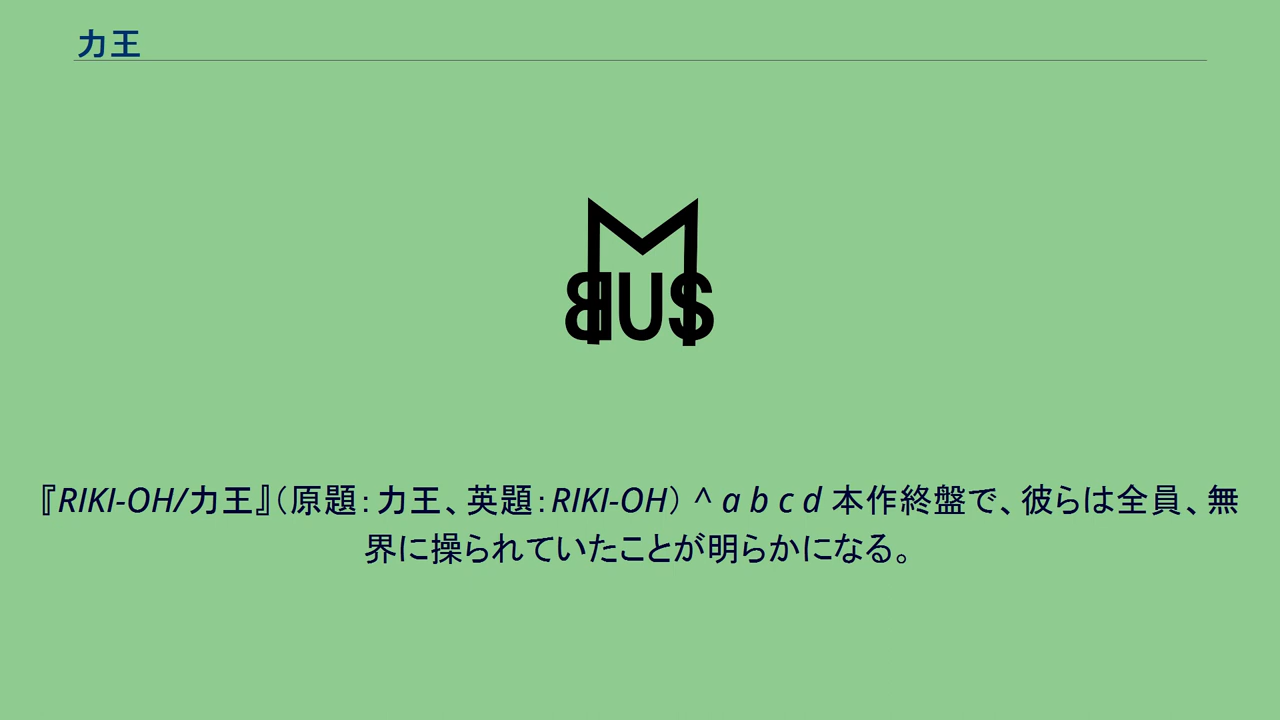 力王
MBUS
『RIKI-OH/力王』（原題：力王、英題：RIKI-OH） ^ a b c d 本作終盤で、彼らは全員、無
界に操られていたことが明らかになる。